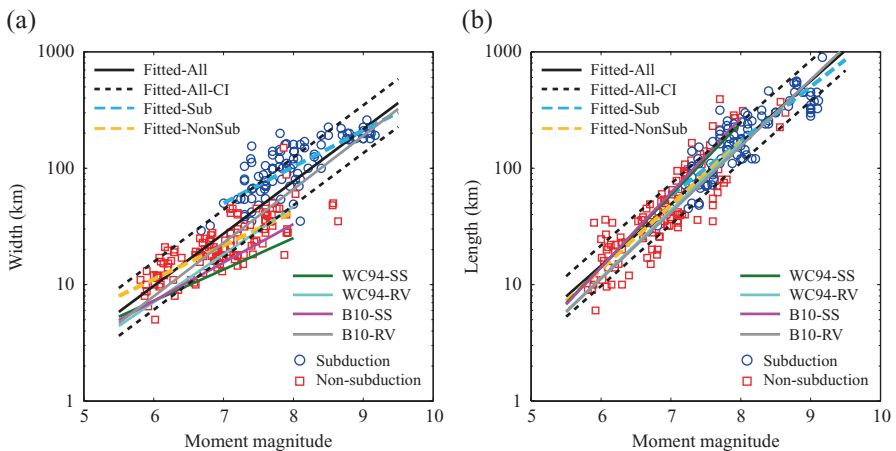 (a)
1000
100
10
1
Width (km)
Fitted-All
Fitted-All-CI
Fitted-Sub
Fitted-NonSub
WC94-SS
WC94-RV
B10-SS
B10-RV
Subduction
Non-subduction
5 6 7 8 9 10
Moment magnitude
(b)
1000
100
10
1
Length (km)
Fitted-All
Fitted-All-CI
Fitted-Sub
Fitted-NonSub
WC94-SS
WC94-RV
B10-SS
B10-RV
Subduction
Non-subduction
5 6 7 8 9 10
Moment magnitude